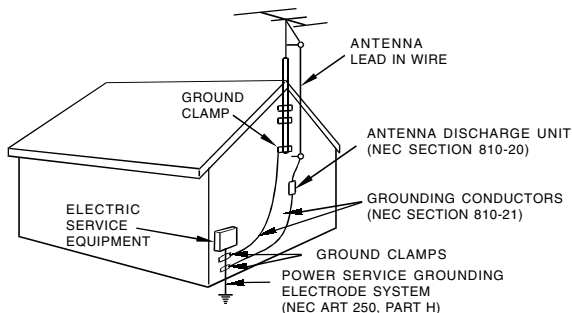 ANTENNA
LEAD IN WIRE
GROUND
CLAMP
ANTENNA DISCHARGE UNIT
(NEC SECTION 810-20)
ELECTRIC
SERVICE
EQUIPMENT
GROUNDING CONDUCTORS
(NEC SECTION 810-21)
GROUND CLAMPS
POWER SERVICE GROUNDING
ELECTRODE SYSTEM
(NEC ART 250, PART H)